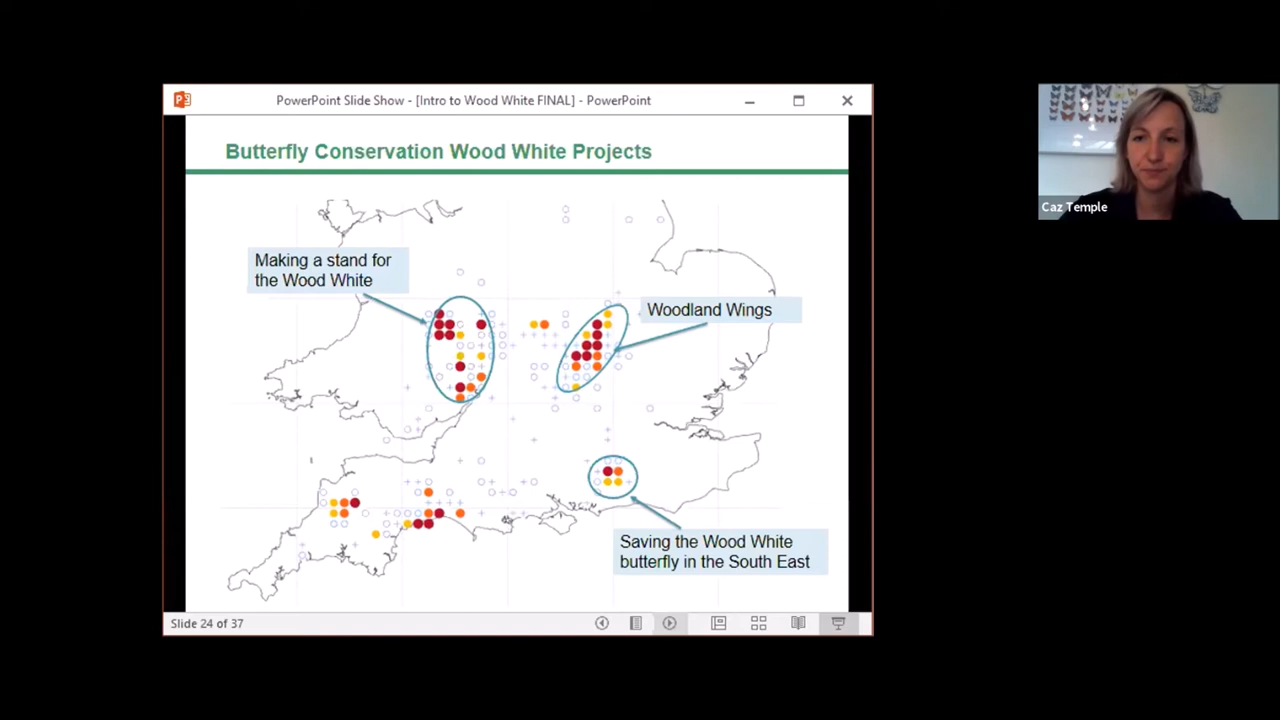 PowerPoint Slide Show - [Intro to Wood White FINAL] - PowerPoint
Butterfly Conservation Wood White Projects
Making a stand for
the Wood White
Woodland Wings
Saving the Wood White
butterfly in the South East
Slide 24 of 37
Caz Temple